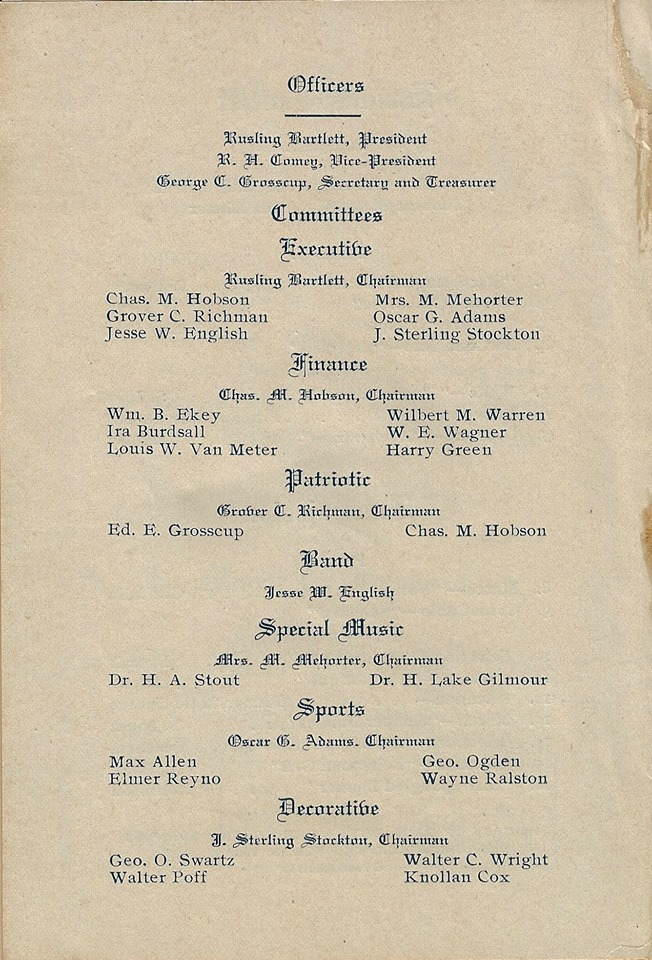 Officers
Rusling Bartlett, President
R. H. Comey, Vice-President
George C. Grosscup, Secretary and Treasurer
Committees
Executive
Rusling Bartlett, Chairman
Chas. M. Hobson Mrs. M. Mehorter
Grover C. Richman Oscar G. Adams
Jesse W. English J. Sterling Stockton
Finance
Chas. M. Hobson, Chairman
Wm. B. Ekey Wilbert M. Warren
Ira Burdsall W. E. Wagner
Louis W. Van Meter Harry Green
Patriotic
Grover C. Richman, Chairman
Ed. E. Grosscup Chas. M. Hobson
Band
Jesse W. English
Special Music
Mrs. M. Mehorter, Chairman
Dr. H. A. Stout Dr. H. Lake Gilmour
Sports
Oscar G. Adams. Chairman
Max Allen Geo. Ogden
Elmer Reyno Wayne Ralston
Decorative
J. Sterling Stockton, Chairman
Geo. O. Swartz Walter C. Wright
Walter Poff Knollan Cox